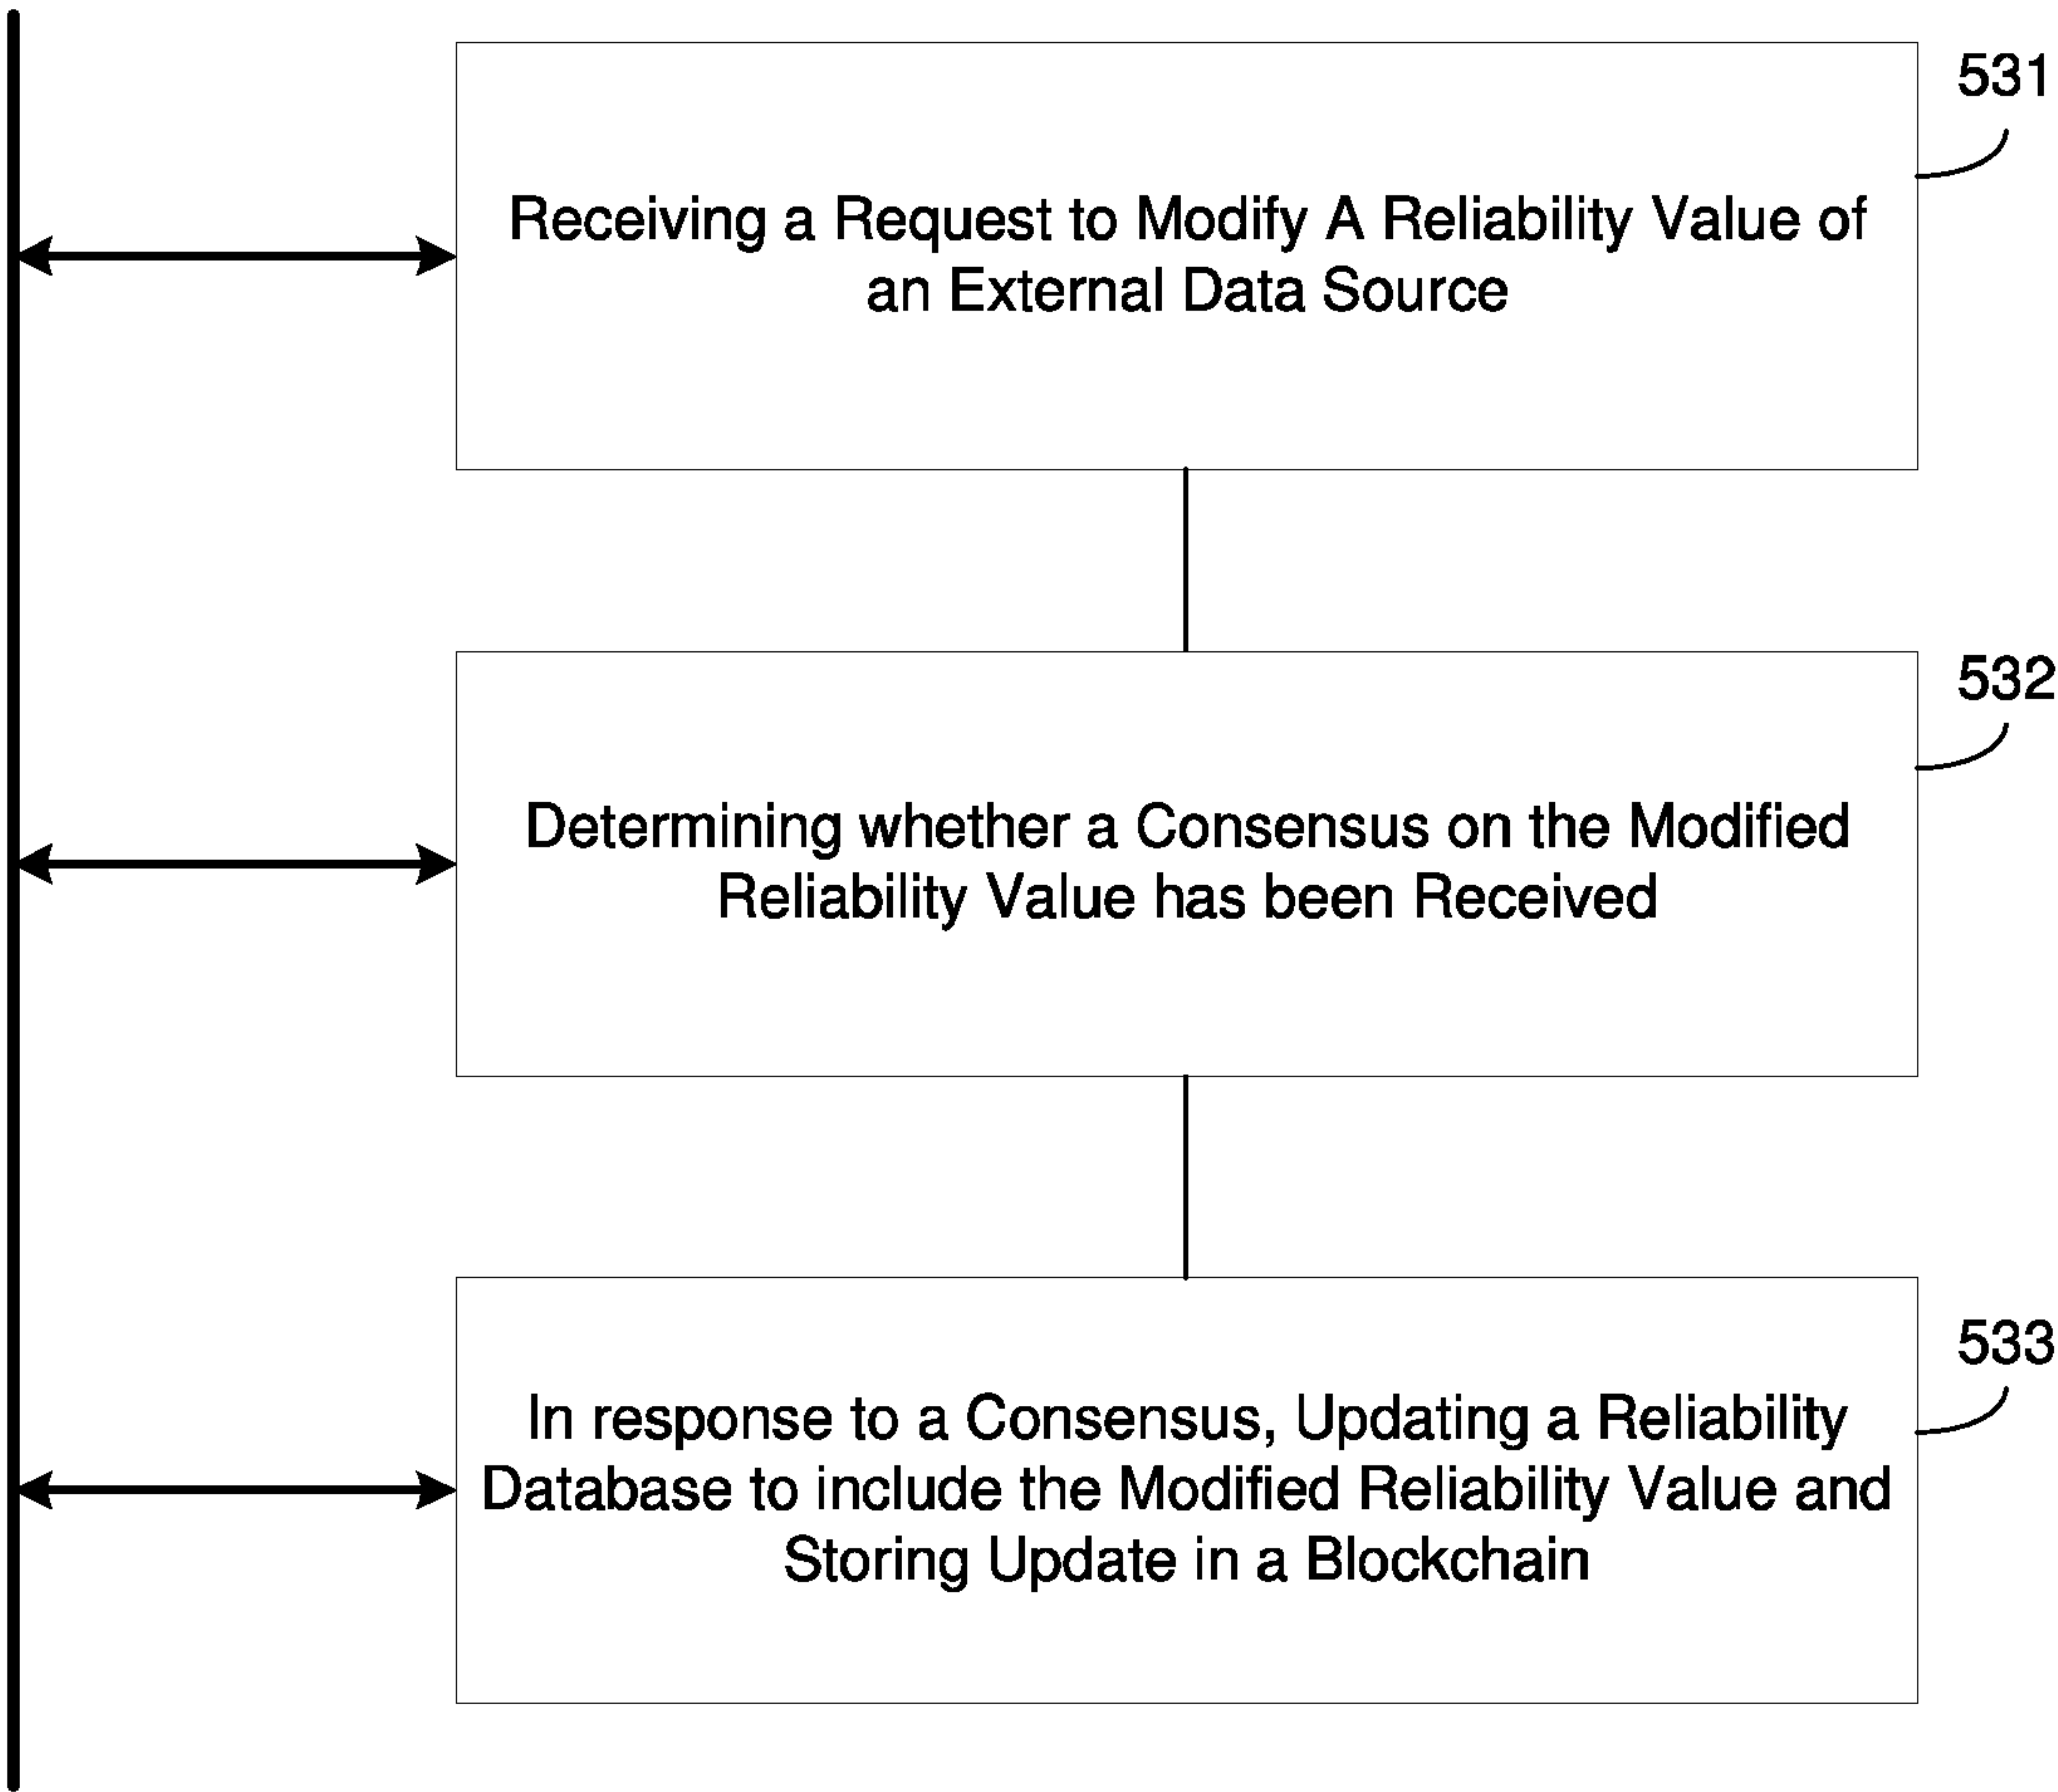 531
Receiving a Request to Modify A Reliability Value of
an External Data Source
532
Determining whether a Consensus on the Modified
Reliability Value has been Received
533
In response to a Consensus, Updating a Reliability
Database to include the Modified Reliability Value and
Storing Update in a Blockchain